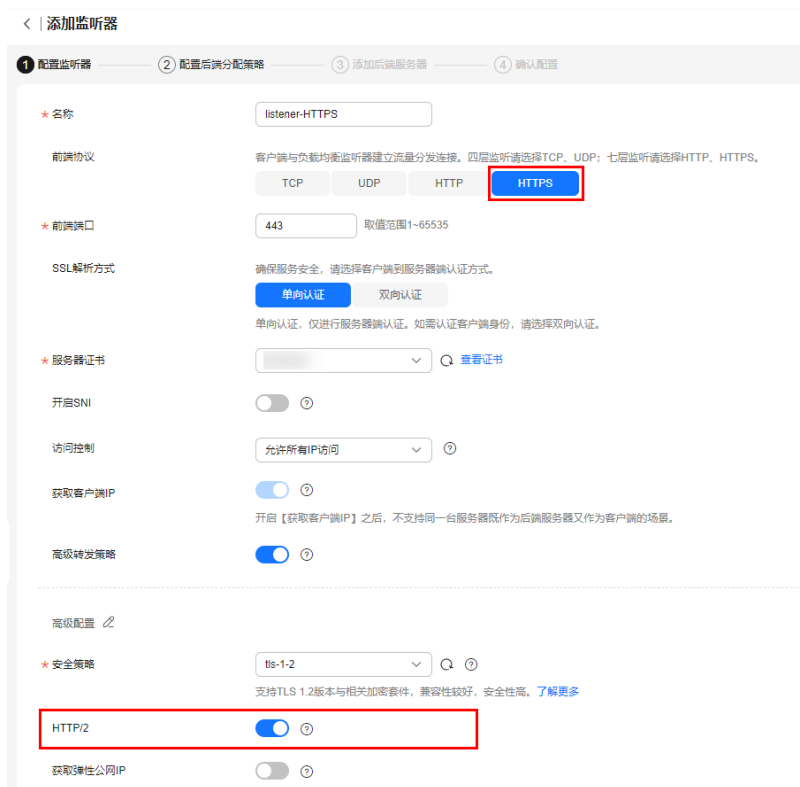 添加监听器
1 配置监听器 2 配置后端分配策略 3 添加后端服务器 4 确认配置
* 名称 listener-HTTPS
前端协议 客户端与负载均衡监听器建立流量分发连接。四层监听请选择TCP、UDP；七层监听请选择HTTP、HTTPS。
TCP UDP HTTP HTTPS
* 前端端口 443 取值范围1~65535
SSL解析方式 确保服务安全，请选择客户端到服务器端认证方式。
单向认证 双向认证
单向认证，仅进行服务器端认证。如需认证客户端身份，请选择双向认证。
* 服务器证书 查看证书
开启SNI
访问控制 允许所有IP访问
获取客户端IP
开启【获取客户端IP】之后，不支持同一台服务器既作为后端服务器又作为客户端的场景。
高级转发策略
高级配置
* 安全策略 tls-1-2
支持TLS 1.2版本与相关加密套件，兼容性较好，安全性高。了解更多
HTTP/2
获取弹性公网IP